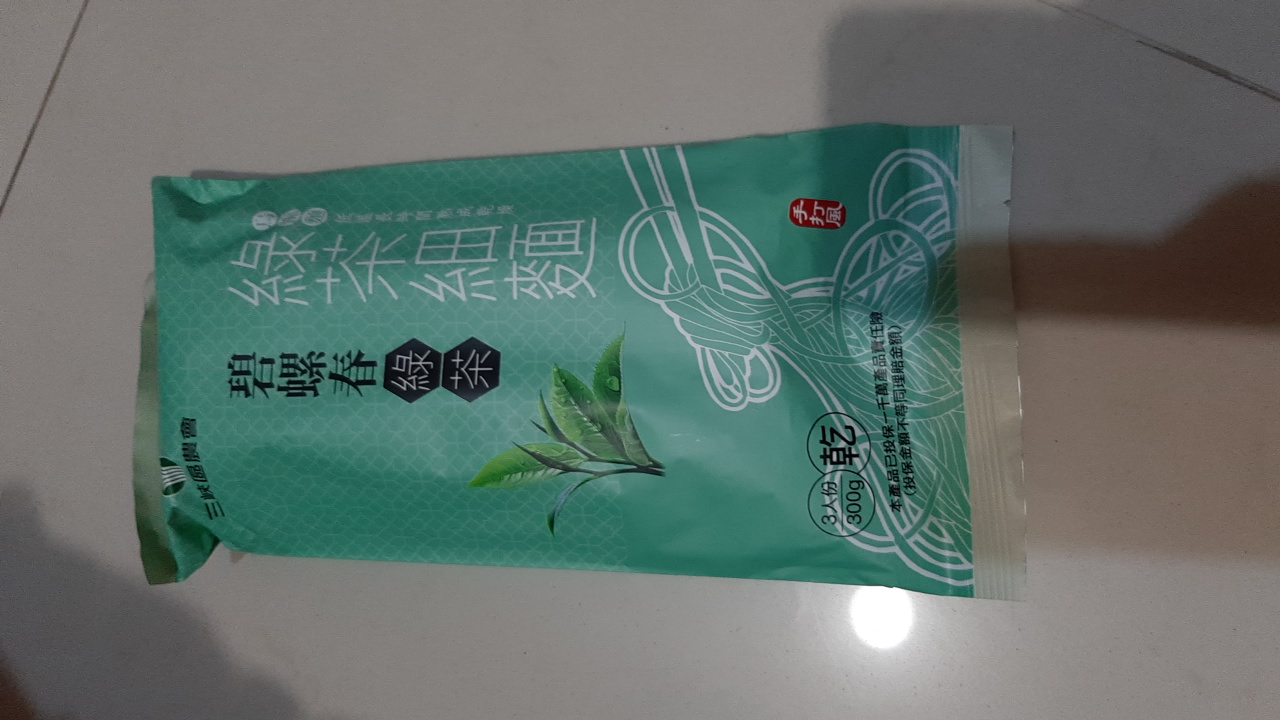 三峽區農會
綠茶細麵
碧螺春
綠茶
手打風
3人份
300g
乾
本產品已投保一千萬產品責任險
(投保金額不等同理賠金額)